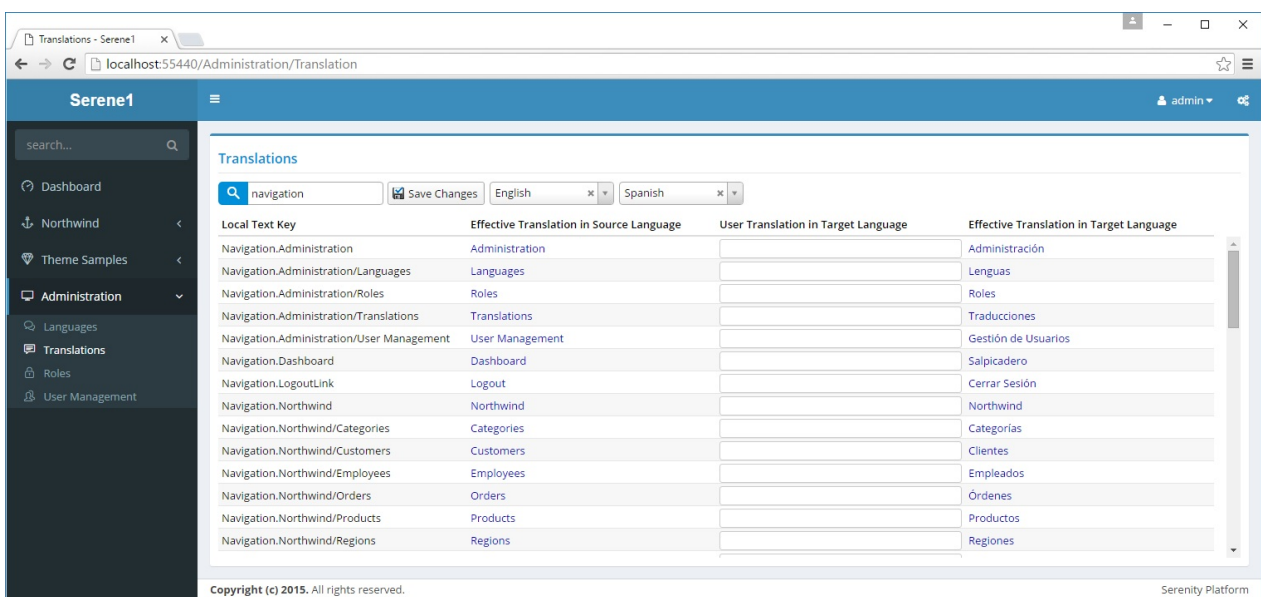 Translations - Serene1
localhost:55440/Administration/Translation
Serene1
admin
search...
Dashboard
Northwind
Theme Samples
Administration
Languages
Translations
Roles
User Management
Translations
navigation Save Changes English Spanish
Local Text Key Effective Translation in Source Language User Translation in Target Language Effective Translation in Target Language
Navigation.Administration Administration Administración
Navigation.Administration/Languages Languages Lenguas
Navigation.Administration/Roles Roles Roles
Navigation.Administration/Translations Translations Traducciones
Navigation.Administration/User Management User Management Gestión de Usuarios
Navigation.Dashboard Dashboard Salpicadero
Navigation.LogoutLink Logout Cerrar Sesión
Navigation.Northwind Northwind Northwind
Navigation.Northwind/Categories Categories Categorías
Navigation.Northwind/Customers Customers Clientes
Navigation.Northwind/Employees Employees Empleados
Navigation.Northwind/Orders Orders Órdenes
Navigation.Northwind/Products Products Productos
Navigation.Northwind/Regions Regions Regiones
Copyright (c) 2015. All rights reserved. Serenity Platform